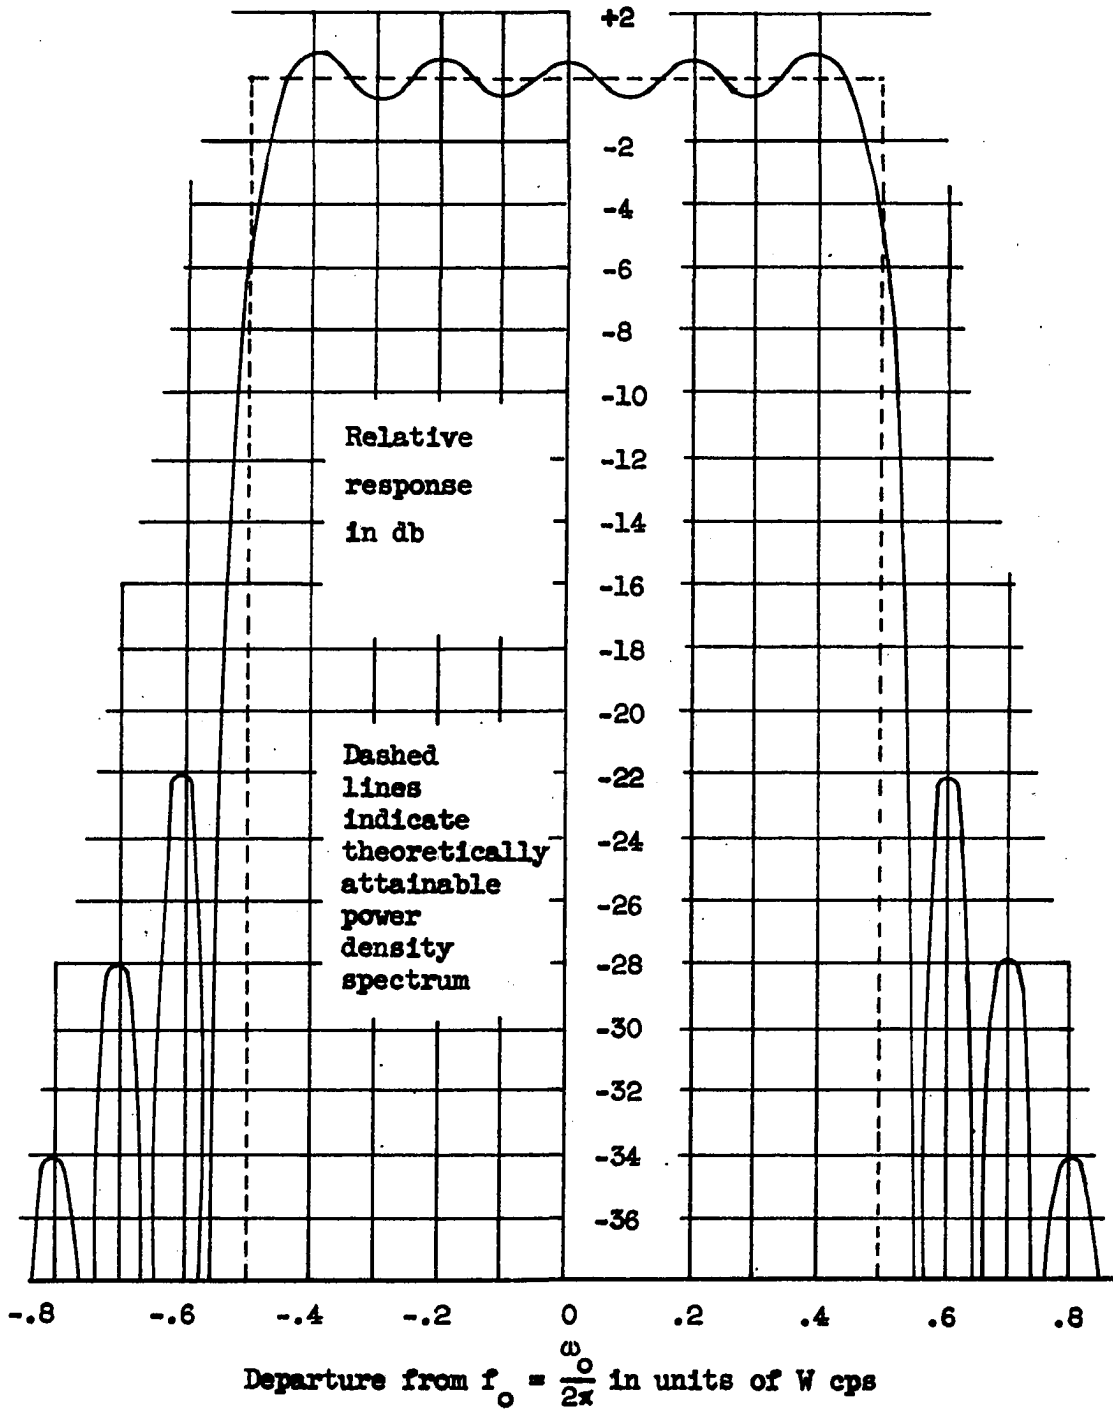 +2
-2
-4
-6
-8
-10
Relative
response
in db
-12
-14
-16
-18
-20
Dashed
lines
indicate
theoretically
attainable
power
density
spectrum
-22
-24
-26
-28
-30
-32
-34
-36
-.8 -.6 -.4 -.2 0 .2 .4 .6 .8
Departure from f_o = ω_o/2π in units of W cps